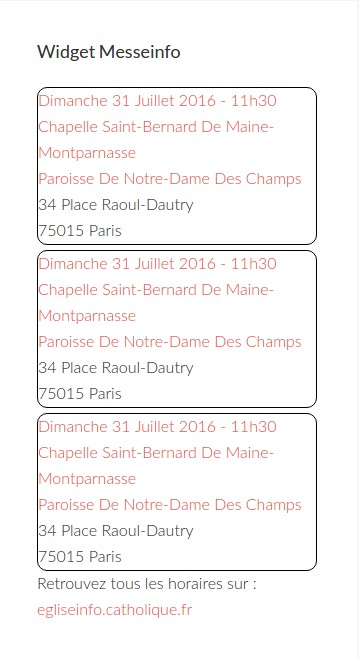 Widget Messeinfo
Dimanche 31 Juillet 2016 - 11h30
Chapelle Saint-Bernard De Maine-
Montparnasse
Paroisse De Notre-Dame Des Champs
34 Place Raoul-Dautry
75015 Paris
Dimanche 31 Juillet 2016 - 11h30
Chapelle Saint-Bernard De Maine-
Montparnasse
Paroisse De Notre-Dame Des Champs
34 Place Raoul-Dautry
75015 Paris
Dimanche 31 Juillet 2016 - 11h30
Chapelle Saint-Bernard De Maine-
Montparnasse
Paroisse De Notre-Dame Des Champs
34 Place Raoul-Dautry
75015 Paris
Retrouvez tous les horaires sur :
egliseinfo.catholique.fr